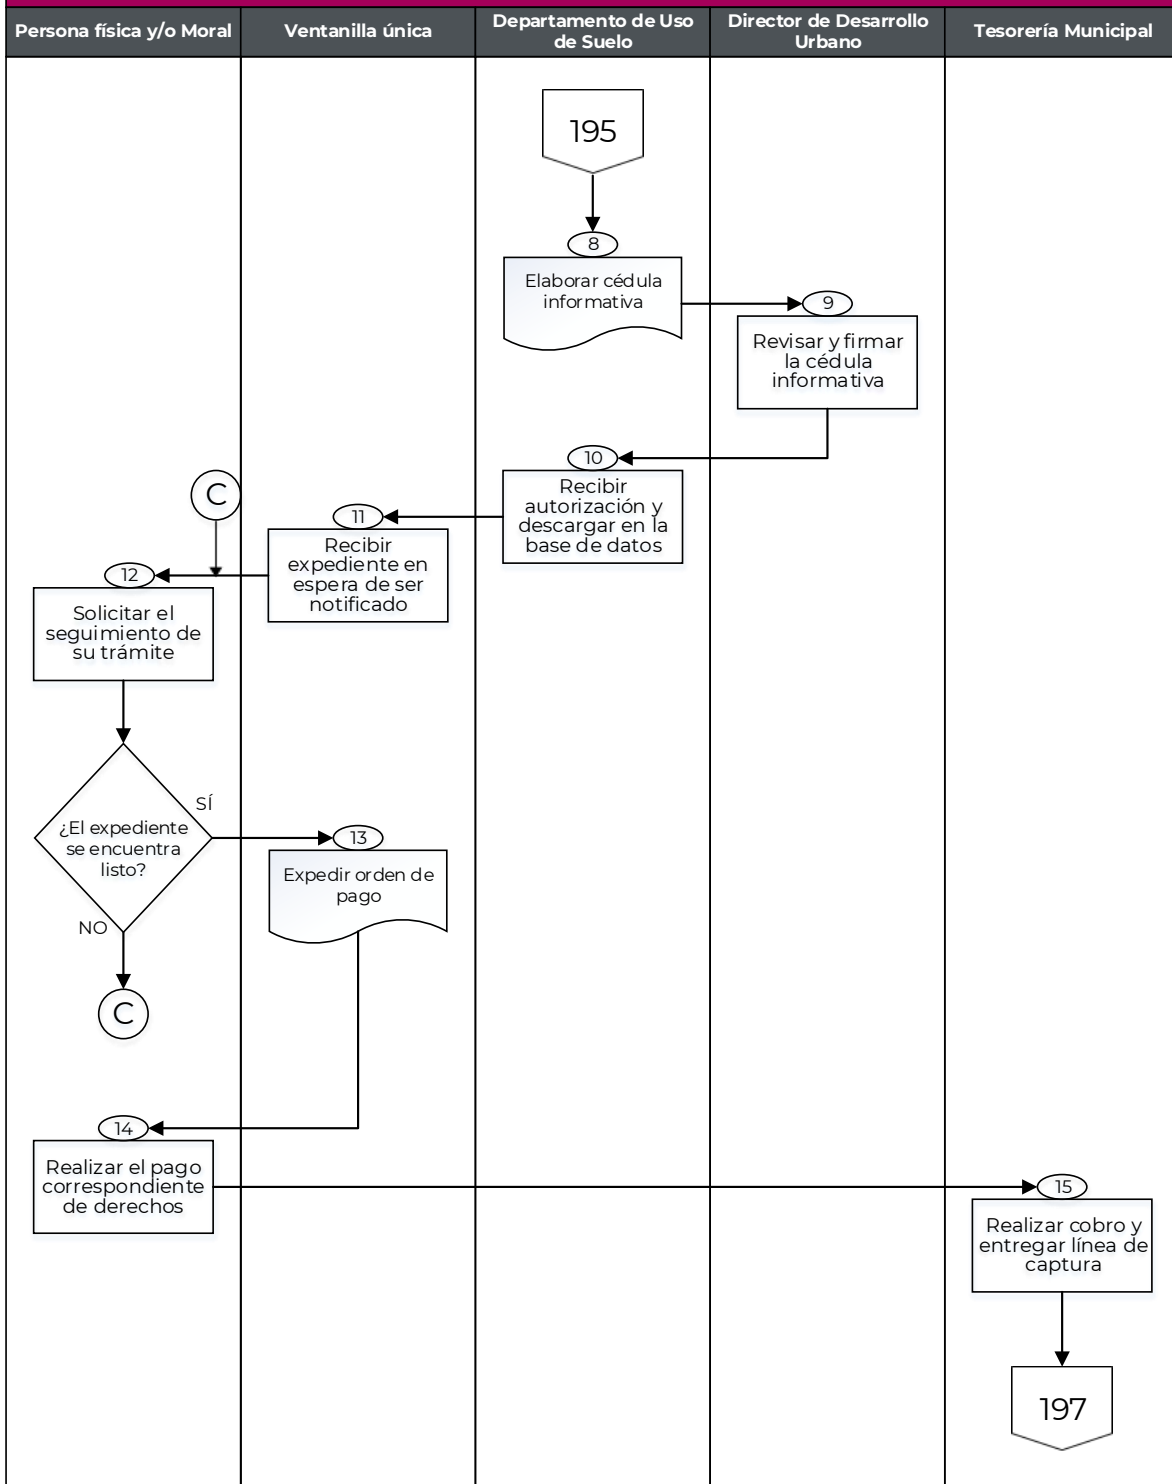 Persona física y/o Moral
Ventanilla única
Departamento de Uso
de Suelo
Director de Desarrollo
Urbano
Tesorería Municipal
195
8
Elaborar cédula
informativa
9
Revisar y firmar
la cédula
informativa
10
Recibir
autorización y
descargar en la
base de datos
C
11
Recibir
expediente en
espera de ser
notificado
12
Solicitar el
seguimiento de
su trámite
¿El expediente
se encuentra
listo?
SÍ
NO
13
Expedir orden de
pago
C
14
Realizar el pago
correspondiente
de derechos
15
Realizar cobro y
entregar línea de
captura
197